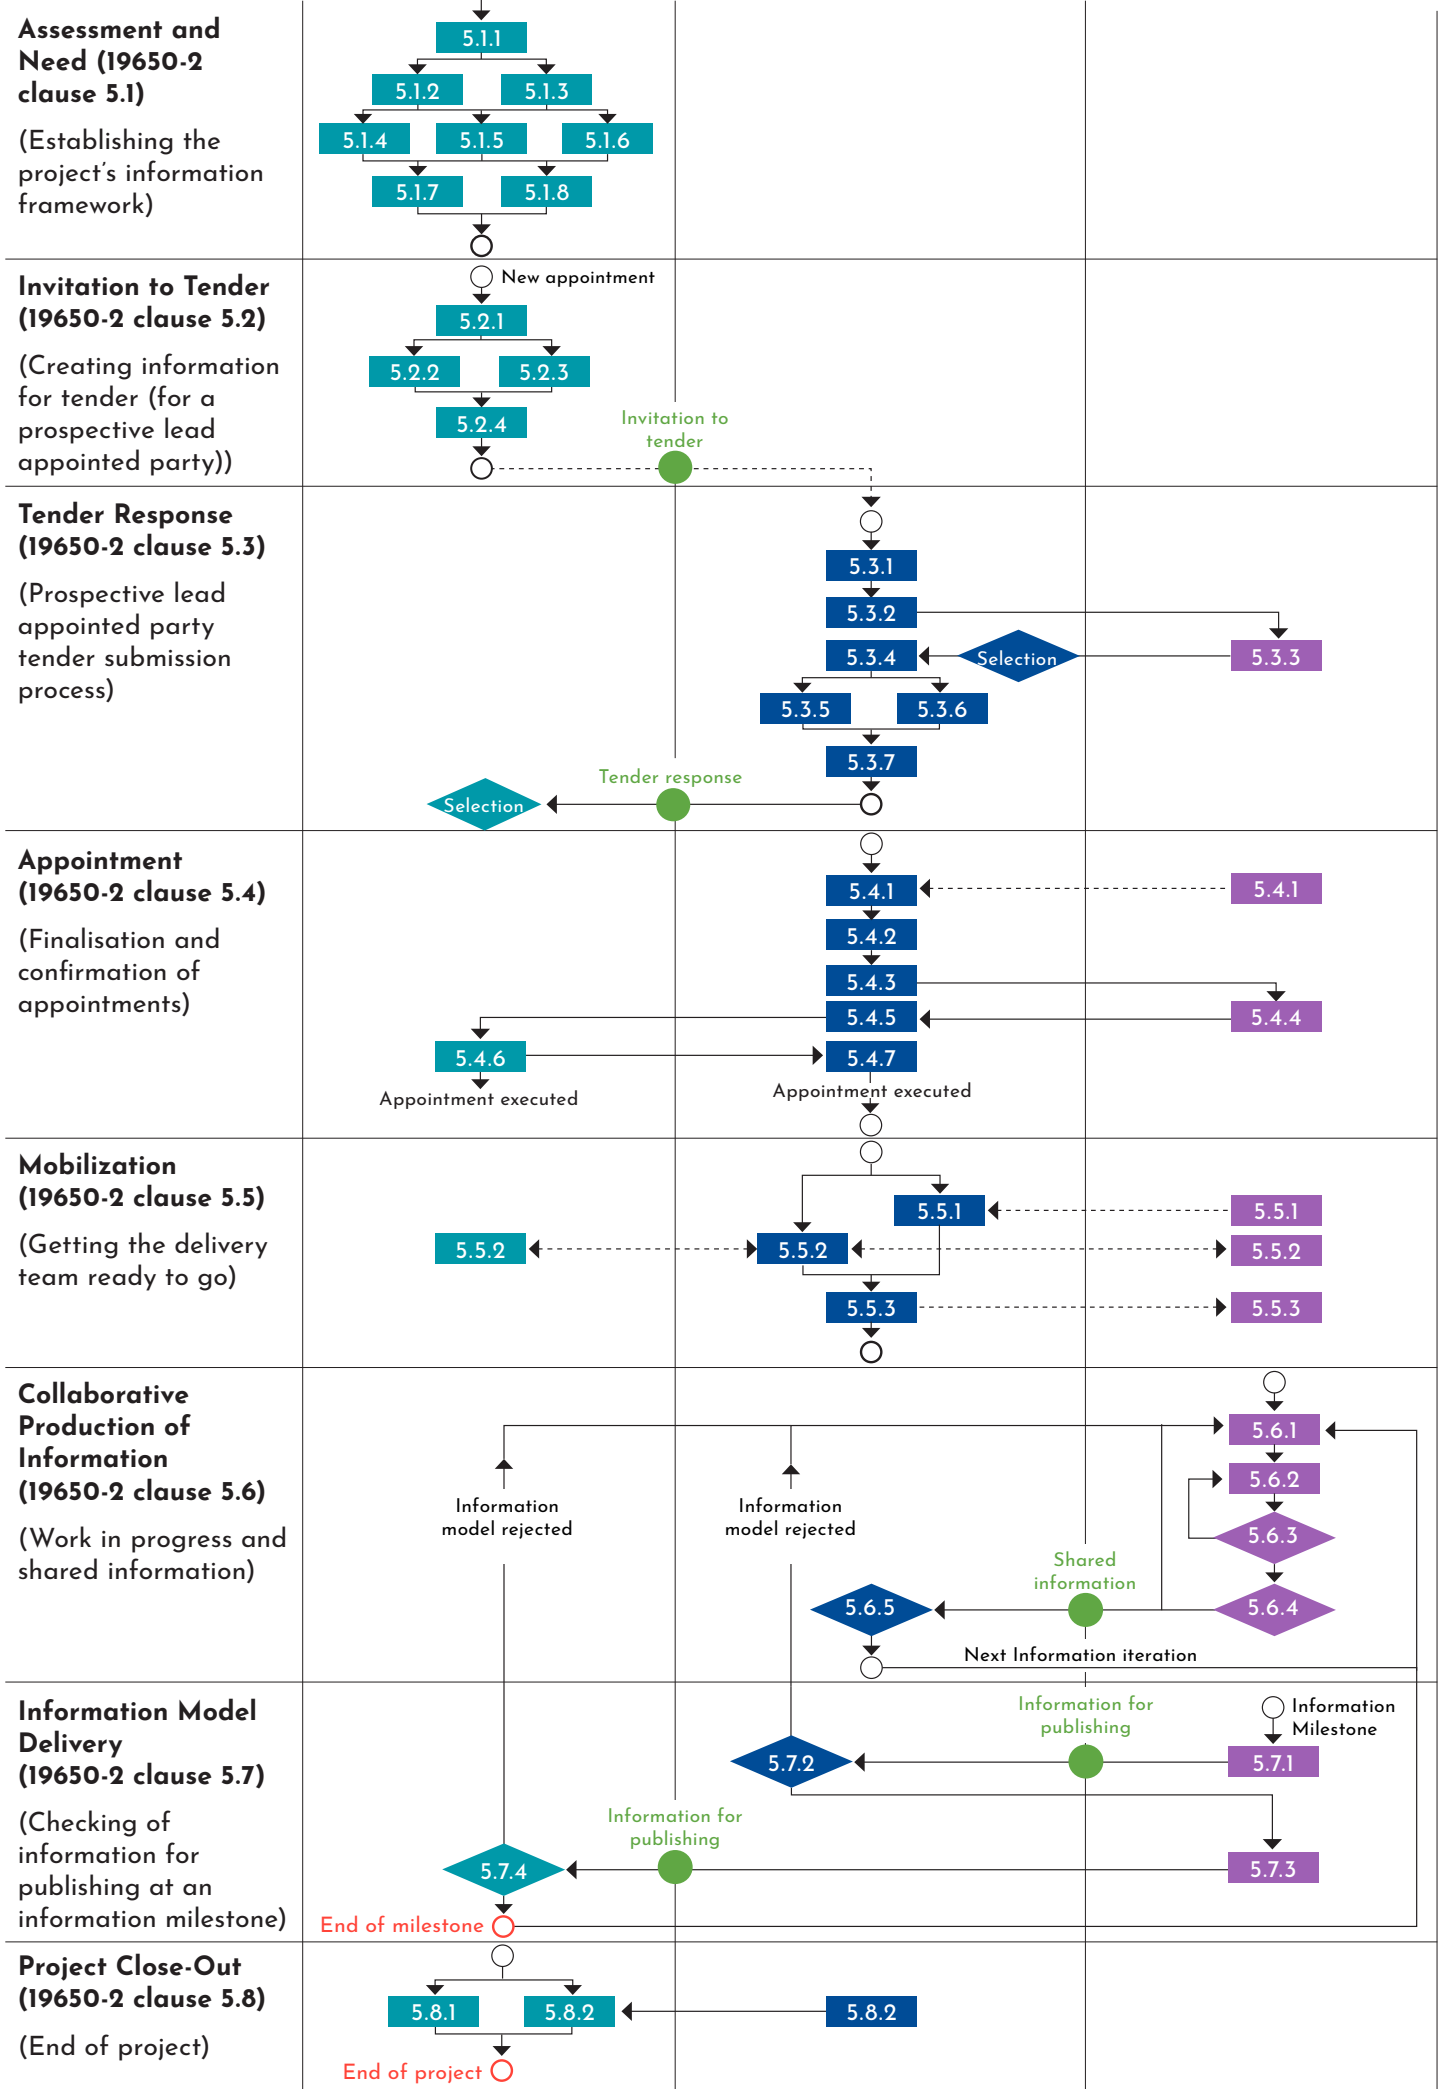 Assessment and
Need (19650-2
clause 5.1)
(Establishing the
project's information
framework)
5.1.1
5.1.2
5.1.3
5.1.4
5.1.5
5.1.6
5.1.7
5.1.8
Invitation to Tender
(19650-2 clause 5.2)
(Creating information
for tender (for a
prospective lead
appointed party))
New appointment
5.2.1
5.2.2
5.2.3
5.2.4
Invitation to
tender
Tender Response
(19650-2 clause 5.3)
(Prospective lead
appointed party
tender submission
process)
5.3.1
5.3.2
5.3.4
Selection
5.3.3
5.3.5
5.3.6
5.3.7
Tender response
Selection
Appointment
(19650-2 clause 5.4)
(Finalisation and
confirmation of
appointments)
5.4.1
5.4.1
5.4.2
5.4.3
5.4.5
5.4.4
5.4.6
5.4.7
Appointment executed
Appointment executed
Mobilization
(19650-2 clause 5.5)
(Getting the delivery
team ready to go)
5.5.1
5.5.1
5.5.2
5.5.2
5.5.2
5.5.3
5.5.3
Collaborative
Production of
Information
(19650-2 clause 5.6)
(Work in progress and
shared information)
5.6.1
5.6.2
Information
model rejected
Information
model rejected
5.6.3
Shared
information
5.6.5
5.6.4
Next Information iteration
Information Model
Delivery
(19650-2 clause 5.7)
(Checking of
information for
publishing at an
information milestone)
Information for
publishing
Information
Milestone
5.7.2
5.7.1
Information for
publishing
5.7.4
5.7.3
End of milestone
Project Close-Out
(19650-2 clause 5.8)
(End of project)
5.8.1
5.8.2
5.8.2
End of project